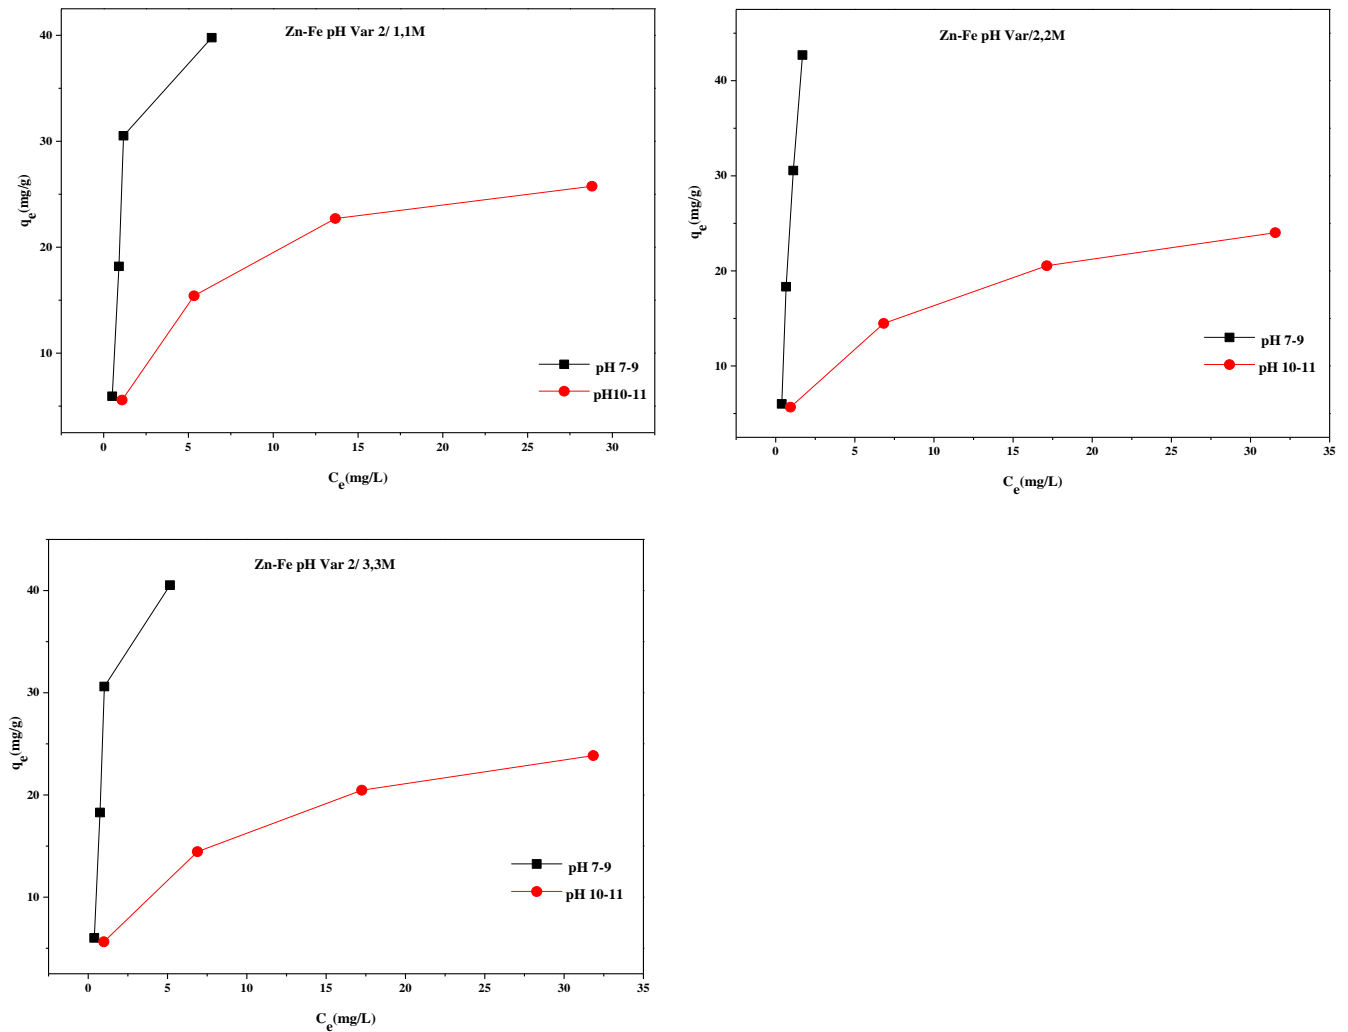 Zn-Fe pH Var 2/ 1,1M
40
30
20
10
qe(mg/g)
pH 7-9
pH10-11
0 5 10 15 20 25 30
Ce(mg/L)
Zn-Fe pH Var/2,2M
40
30
20
10
qe(mg/g)
pH 7-9
pH 10-11
0 5 10 15 20 25 30 35
Ce(mg/L)
Zn-Fe pH Var 2/ 3,3M
40
30
20
10
qe(mg/g)
pH 7-9
pH 10-11
0 5 10 15 20 25 30 35
Ce(mg/L)